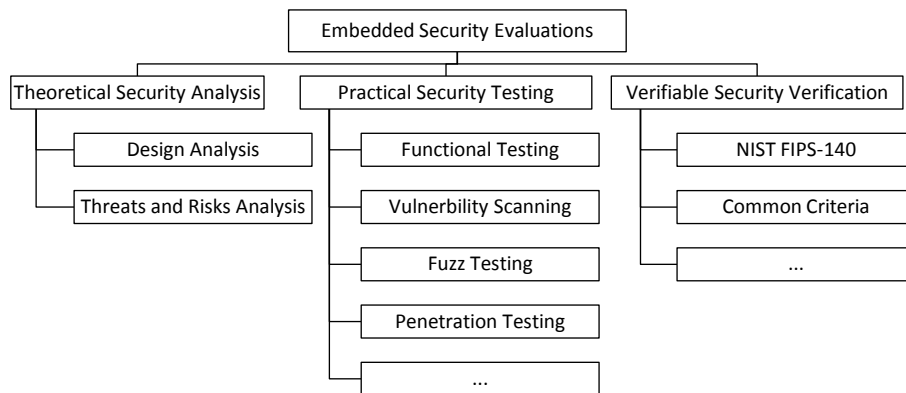 Embedded Security Evaluations
Theoretical Security Analysis
Design Analysis
Threats and Risks Analysis
Practical Security Testing
Functional Testing
Vulnerbility Scanning
Fuzz Testing
Penetration Testing
...
Verifiable Security Verification
NIST FIPS-140
Common Criteria
...